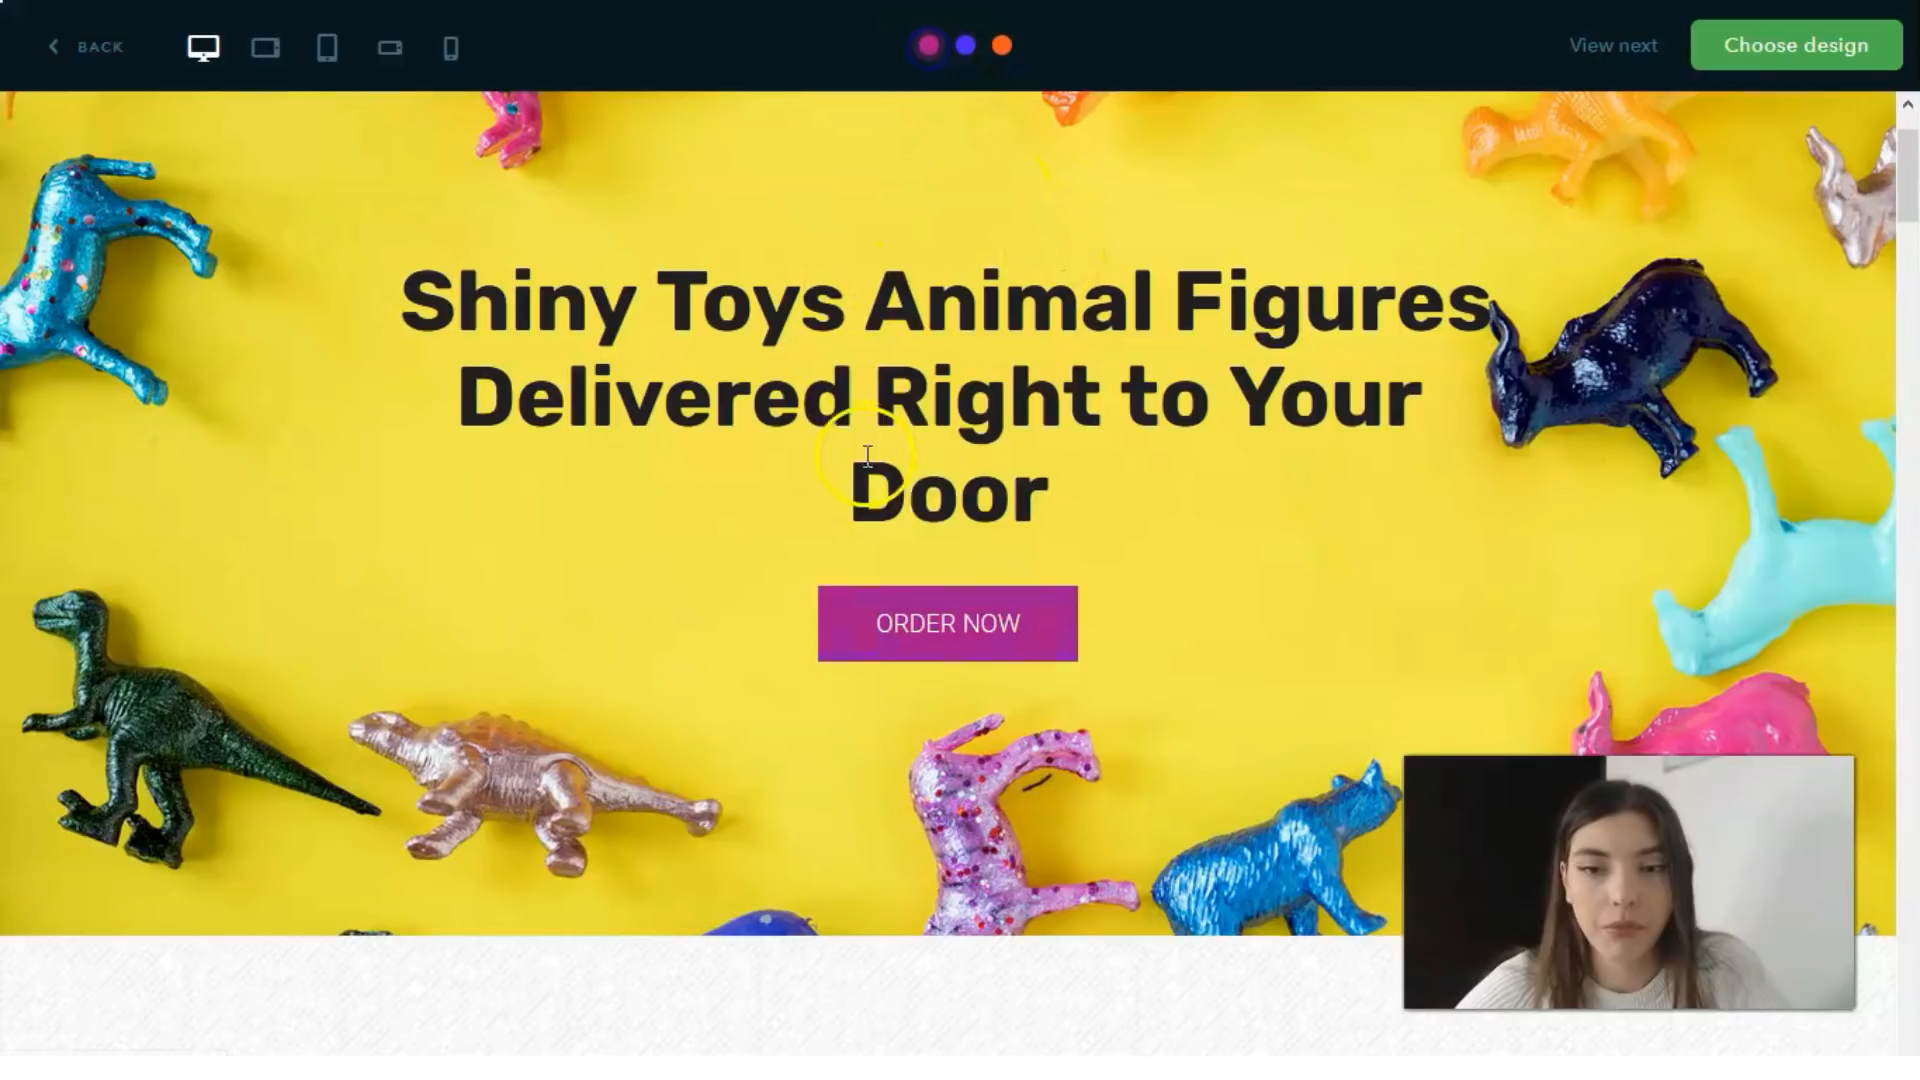 BACK
View next
Choose design
Shiny Toys Animal Figures
Delivered Right to Your
Door
ORDER NOW